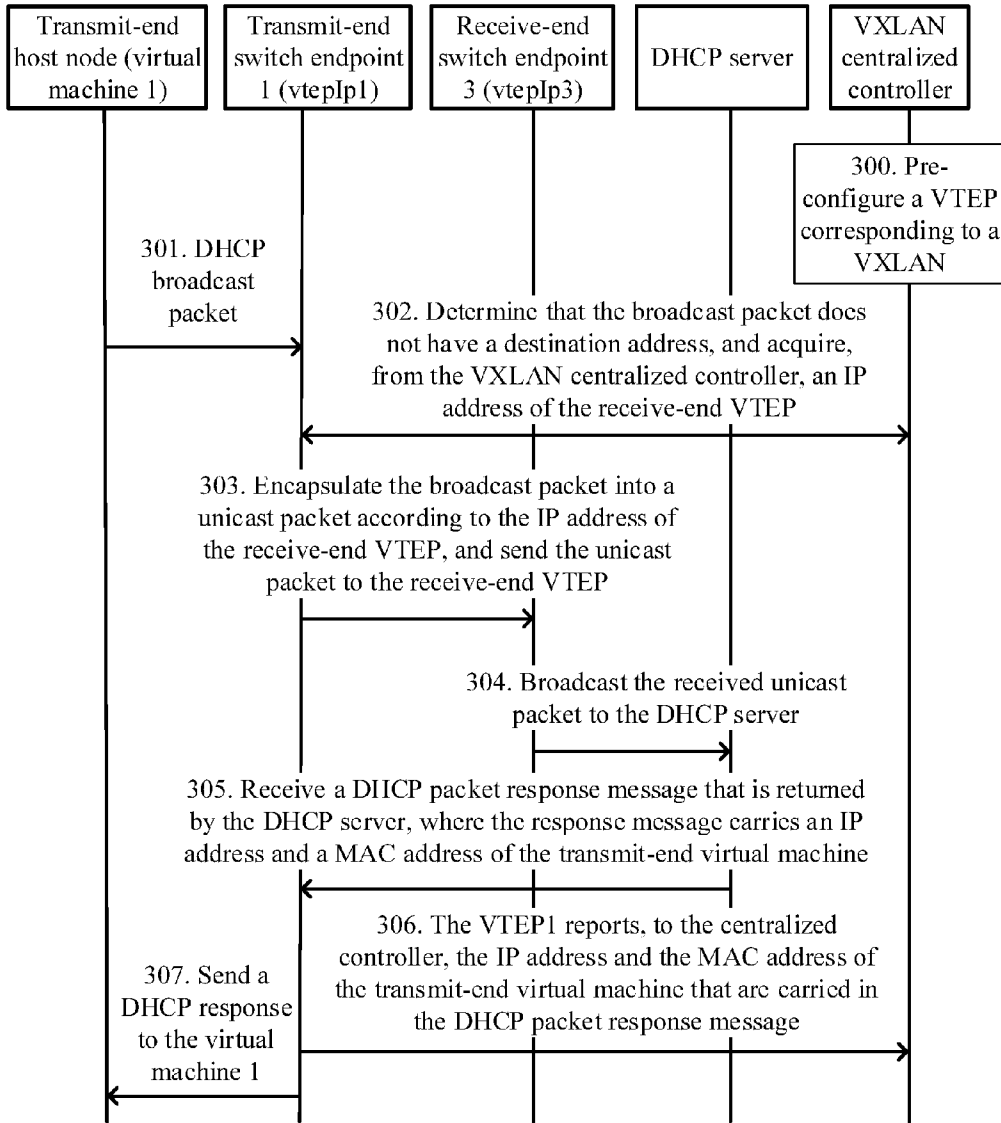 Transmit-end
host node (virtual
machine 1)
Transmit-end
switch endpoint
1 (vtepIp1)
Receive-end
switch endpoint
3 (vtepIp3)
DHCP server
VXLAN
centralized
controller
300. Pre-
configure a VTEP
corresponding to a
VXLAN
301. DHCP
broadcast
packet
302. Determine that the broadcast packet does
not have a destination address, and acquire,
from the VXLAN centralized controller, an IP
address of the receive-end VTEP
303. Encapsulate the broadcast packet into a
unicast packet according to the IP address of
the receive-end VTEP, and send the unicast
packet to the receive-end VTEP
304. Broadcast the received unicast
packet to the DHCP server
305. Receive a DHCP packet response message that is returned
by the DHCP server, where the response message carries an IP
address and a MAC address of the transmit-end virtual machine
306. The VTEP1 reports, to the centralized
controller, the IP address and the MAC address of
the transmit-end virtual machine that are carried in
the DHCP packet response message
307. Send a
DHCP response
to the virtual
machine 1